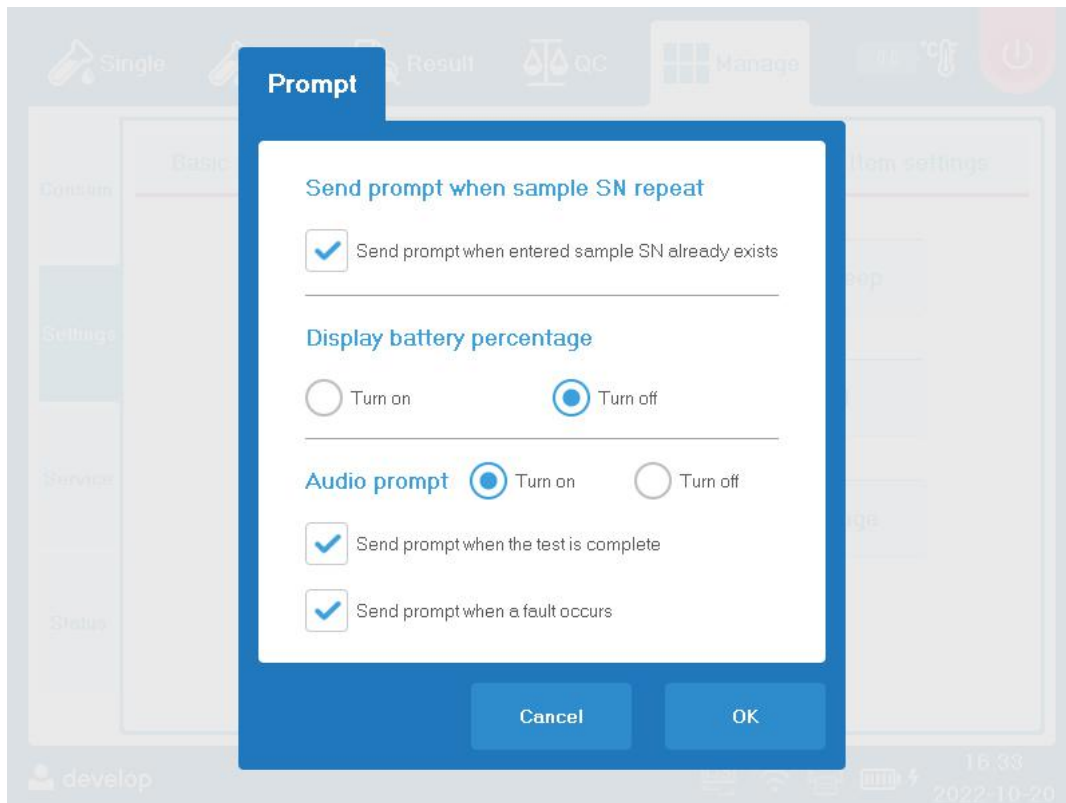 Single
Result
QC
Manage
°C
Prompt
Basic
Item settings
Send prompt when sample SN repeat
Send prompt when entered sample SN already exists
Settings
Display battery percentage
Turn on
Turn off
Service
Audio prompt
Turn on
Turn off
Send prompt when the test is complete
Status
Send prompt when a fault occurs
Cancel
OK
develop
16:33
2022-10-20